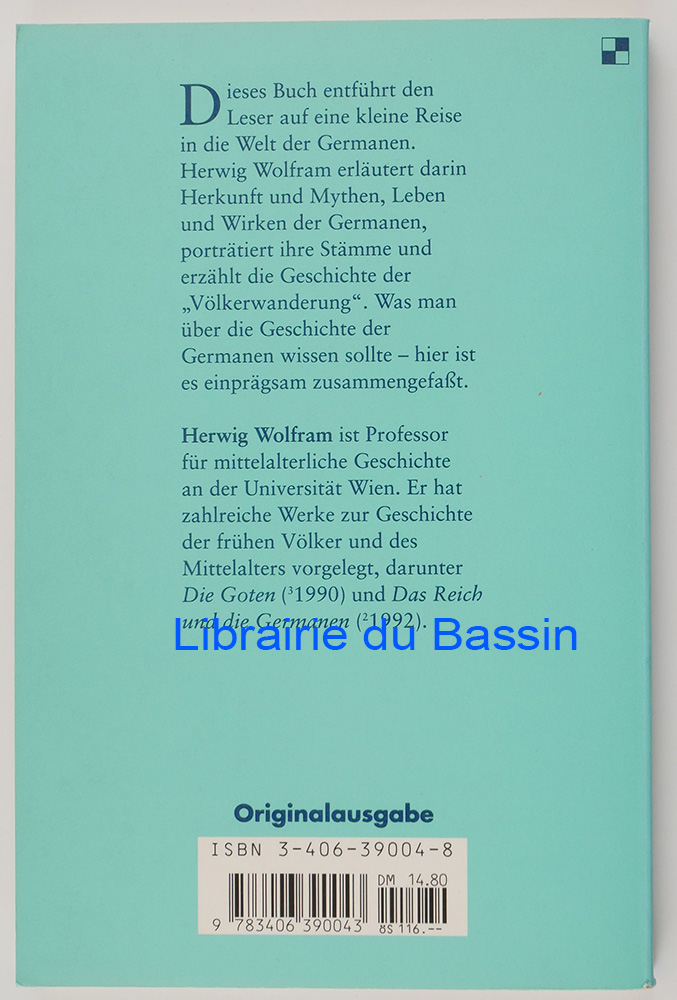 Dieses Buch entführt den
Leser auf eine kleine Reise
in die Welt der Germanen.
Herwig Wolfram erläutert darin
Herkunft und Mythen, Leben
und Wirken der Germanen,
porträtiert ihre Stämme und
erzählt die Geschichte der
„Völkerwanderung“. Was man
über die Geschichte der
Germanen wissen sollte – hier ist
es einprägsam zusammengefaßt.
Herwig Wolfram ist Professor
für mittelalterliche Geschichte
an der Universität Wien. Er hat
zahlreiche Werke zur Geschichte
der frühen Völker und des
Mittelalters vorgelegt, darunter
Die Goten (³1990) und Das Reich
und die Germanen (²1992).
Librairie du Bassin
Originalausgabe
ISBN 3-406-39004-8
DM 14.80
9 783406 390043
öS 116.--